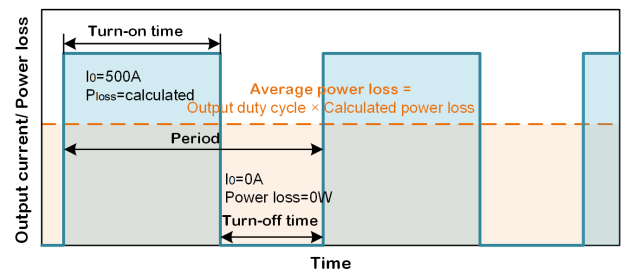 Output current/ Power loss
Turn-on time
I0=500A
Ploss=calculated
Average power loss =
Output duty cycle × Calculated power loss
Period
I0=0A
Power loss=0W
Turn-off time
Time